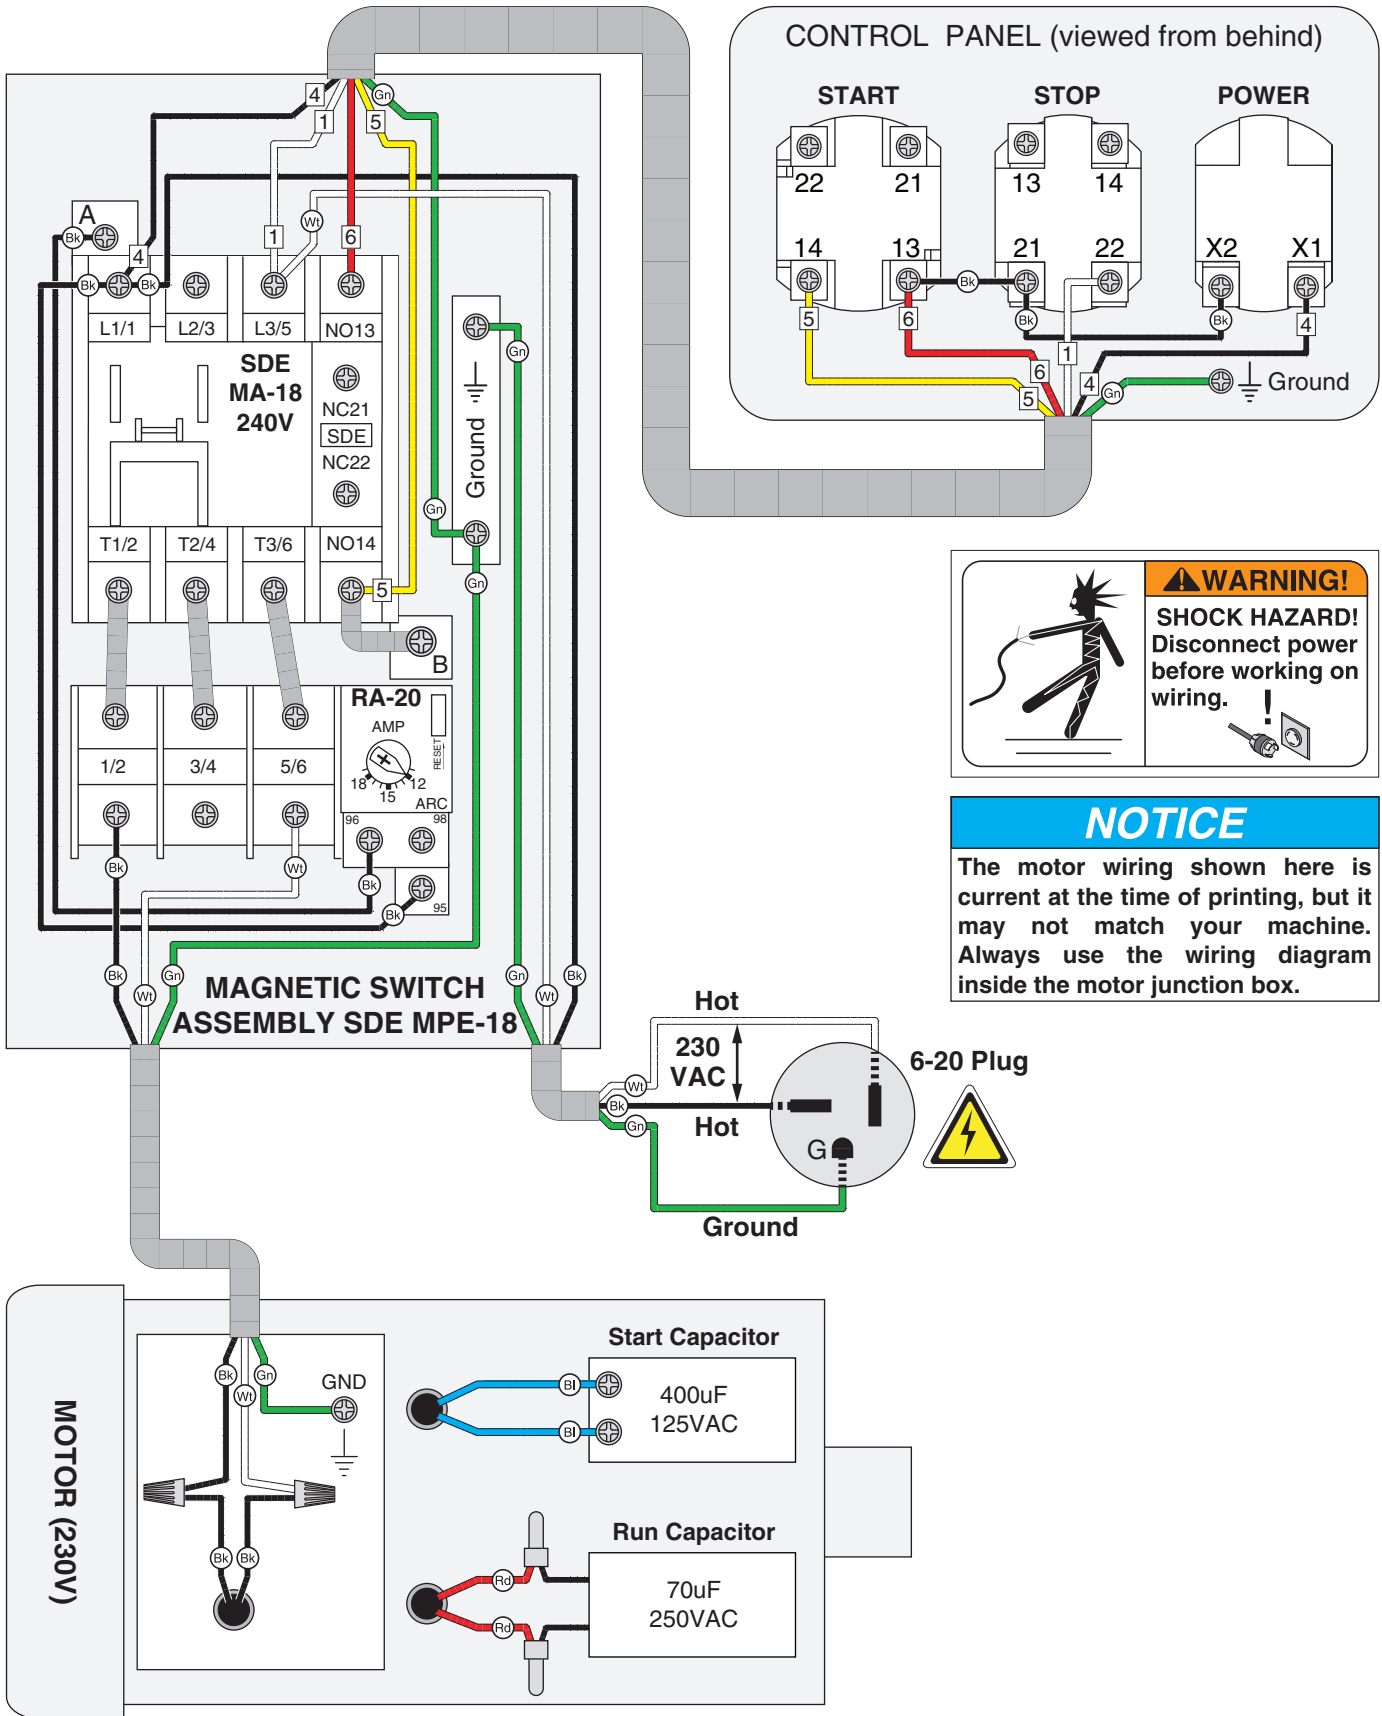 CONTROL PANEL (viewed from behind)
START
STOP
POWER
22
21
13
14
14
13
21
22
X2
X1
Bk
Bk
Bk
5
6
1
4
6
4
5
Gn
Ground
4
1
5
Gn
Wt
1
6
A
Bk
4
Bk
Bk
L1/1
L2/3
L3/5
NO13
SDE
MA-18
240V
NC21
SDE
NC22
Gn
Ground
Gn
Gn
T1/2
T2/4
T3/6
NO14
5
B
RA-20
AMP
RESET
18
15
12
ARC
1/2
3/4
5/6
96
98
95
Bk
Wt
Bk
Bk
Bk
Wt
Gn
Gn
Wt
Bk
MAGNETIC SWITCH
ASSEMBLY SDE MPE-18
WARNING!
SHOCK HAZARD!
Disconnect power
before working on
wiring.
!
NOTICE
The motor wiring shown here is
current at the time of printing, but it
may not match your machine.
Always use the wiring diagram
inside the motor junction box.
Hot
230
VAC
Wt
Bk
Gn
Hot
Ground
G
6-20 Plug
MOTOR (230V)
Bk
Wt
Gn
GND
Bk
Bk
Start Capacitor
Bl
Bl
400uF
125VAC
Run Capacitor
Rd
Rd
70uF
250VAC